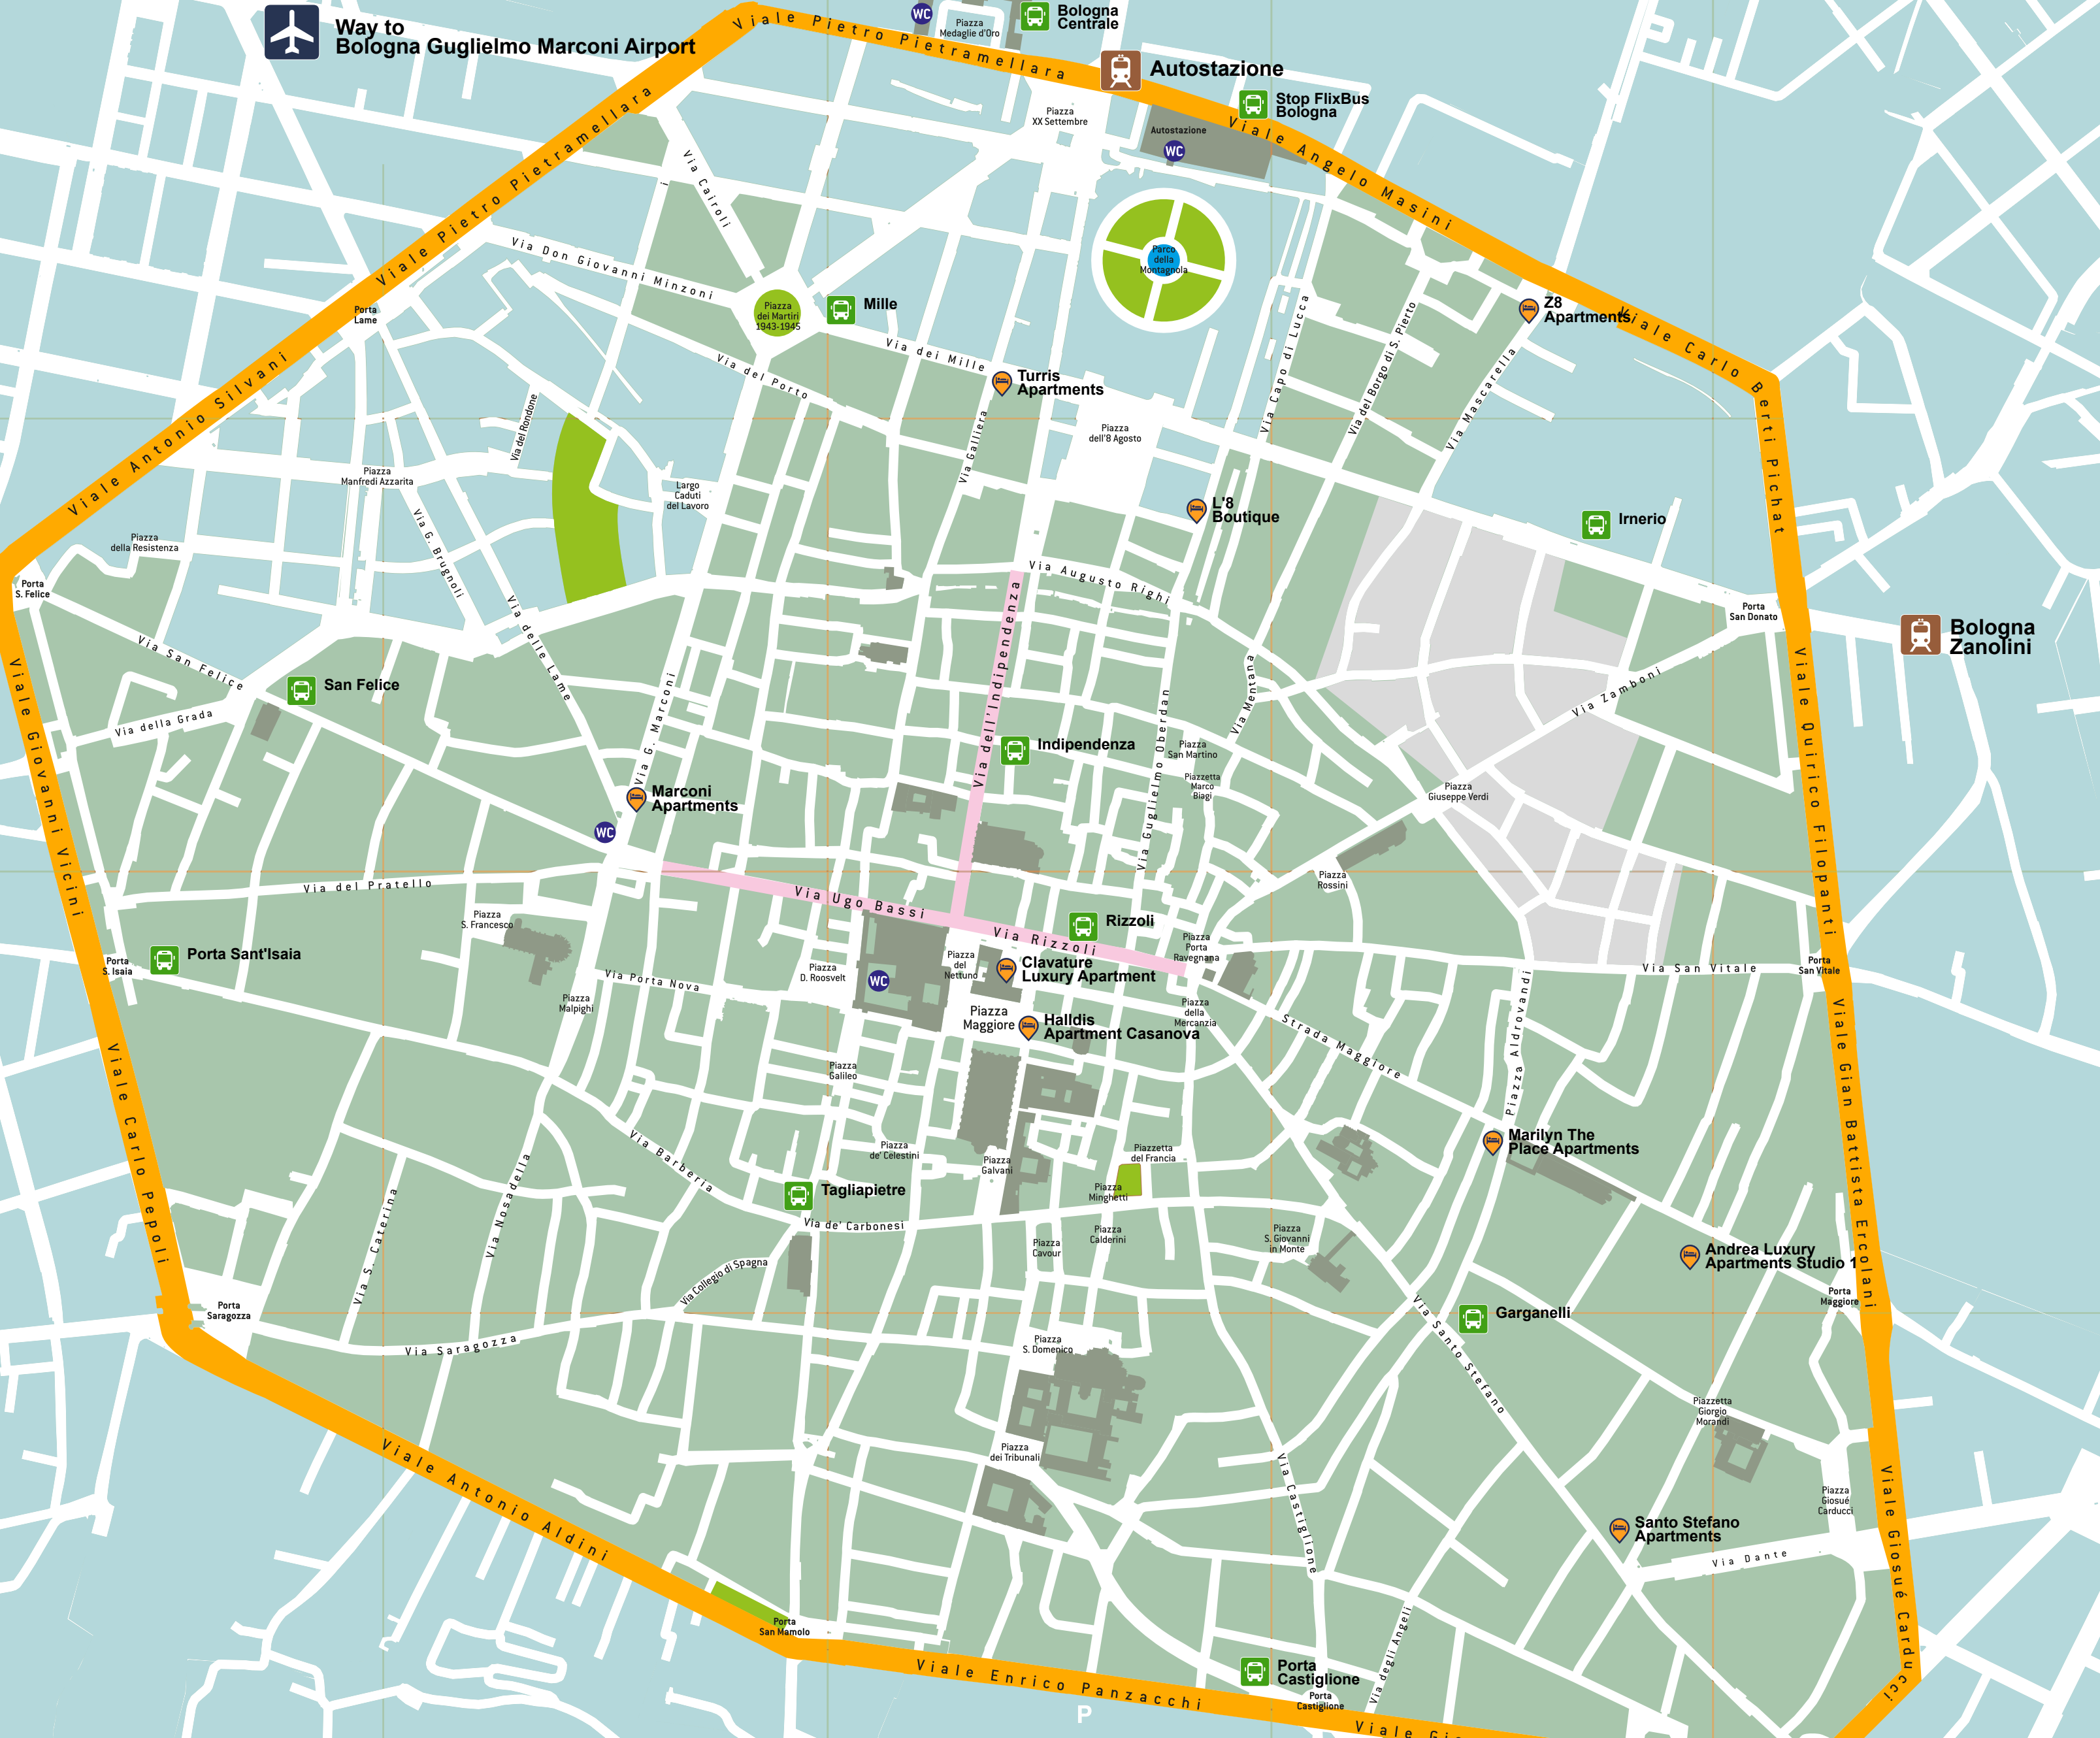 Way to
Bologna Guglielmo Marconi Airport
WC
Piazza
Medaglie d'Oro
Bologna
Centrale
Viale Pietro Pietramellara
Autostazione
Stop FlixBus
Bologna
Piazza
XX Settembre
Autostazione
WC
Viale Angelo Masini
Viale Pietro Pietramellara
Via Cairoli
i
Via Don Giovanni Minzoni
Parco
della
Montagnola
Porta
Lame
Piazza
dei Martiri
1943-1945
Mille
Z8
Apartments
Viale Carlo Berti Pichat
Via dei Mille
Via del Porto
Turris
Apartments
Via Capo di Lucca
Via del Borgo di S. Pierto
Via Mascarella
Viale Antonio Silvani
Via del Rondone
Via Galliera
Piazza
dell'8 Agosto
Piazza
Manfredi Azzarita
Largo
Caduti
del Lavoro
L'8
Boutique
Irnerio
Piazza
della Resistenza
Via G. Brugnoli
Porta
S. Felice
Via Augusto Righi
Via delle Lame
Porta
San Donato
Bologna
Zanolini
Via San Felice
San Felice
Via della Grada
Via G. Marconi
Via dell'Indipendenza
Via Guglielmo Oberdan
Via Mentana
Via Zamboni
Indipendenza
Piazza
San Martino
Piazzetta
Marco
Biagi
Piazza
Giuseppe Verdi
Viale Quirico Filopanti
Viale Giovanni Vicini
Marconi
Apartments
WC
Via del Pratello
Via Ugo Bassi
Piazza
Rossini
Piazza
S. Francesco
Rizzoli
Via Rizzoli
Piazza
Porta
Ravegnana
Porta Sant'Isaia
Porta
S. Isaia
Via Porta Nova
Piazza
D. Roosvelt
WC
Piazza
del
Nettuno
Clavature
Luxury Apartment
Via San Vitale
Porta
San Vitale
Piazza
Malpighi
Piazza
Maggiore
Halldis
Apartment Casanova
Piazza
della
Mercanzia
Strada Maggiore
Piazza Aldrovandi
Viale Gian Battista Ercolani
Viale Carlo Pepoli
Piazza
Galileo
Via Barberia
Piazza
de' Celestini
Piazza
Galvani
Piazzetta
del Francia
Piazza
Minghetti
Marilyn The
Place Apartments
Tagliapietre
Via de' Carbonesi
Via S. Caterina
Via Nosadella
Piazza
Cavour
Piazza
Calderini
Piazza
S. Giovanni
in Monte
Andrea Luxury
Apartments Studio 1
Via Collegio di Spagna
Porta
Maggiore
Porta
Saragozza
Via Saragozza
Garganelli
Via Santo Stefano
Piazza
S. Domenico
Piazzetta
Giorgio
Morandi
Viale Antonio Aldini
Piazza
dei Tribunali
Via Castiglione
Piazza
Giosué
Carducci
Viale Giosué Carducci
Santo Stefano
Apartments
Via Dante
Porta
San Mamolo
Via degli Angeli
Viale Enrico Panzacchi
Porta
Castiglione
Porta
Castiglione
P
Viale Gi